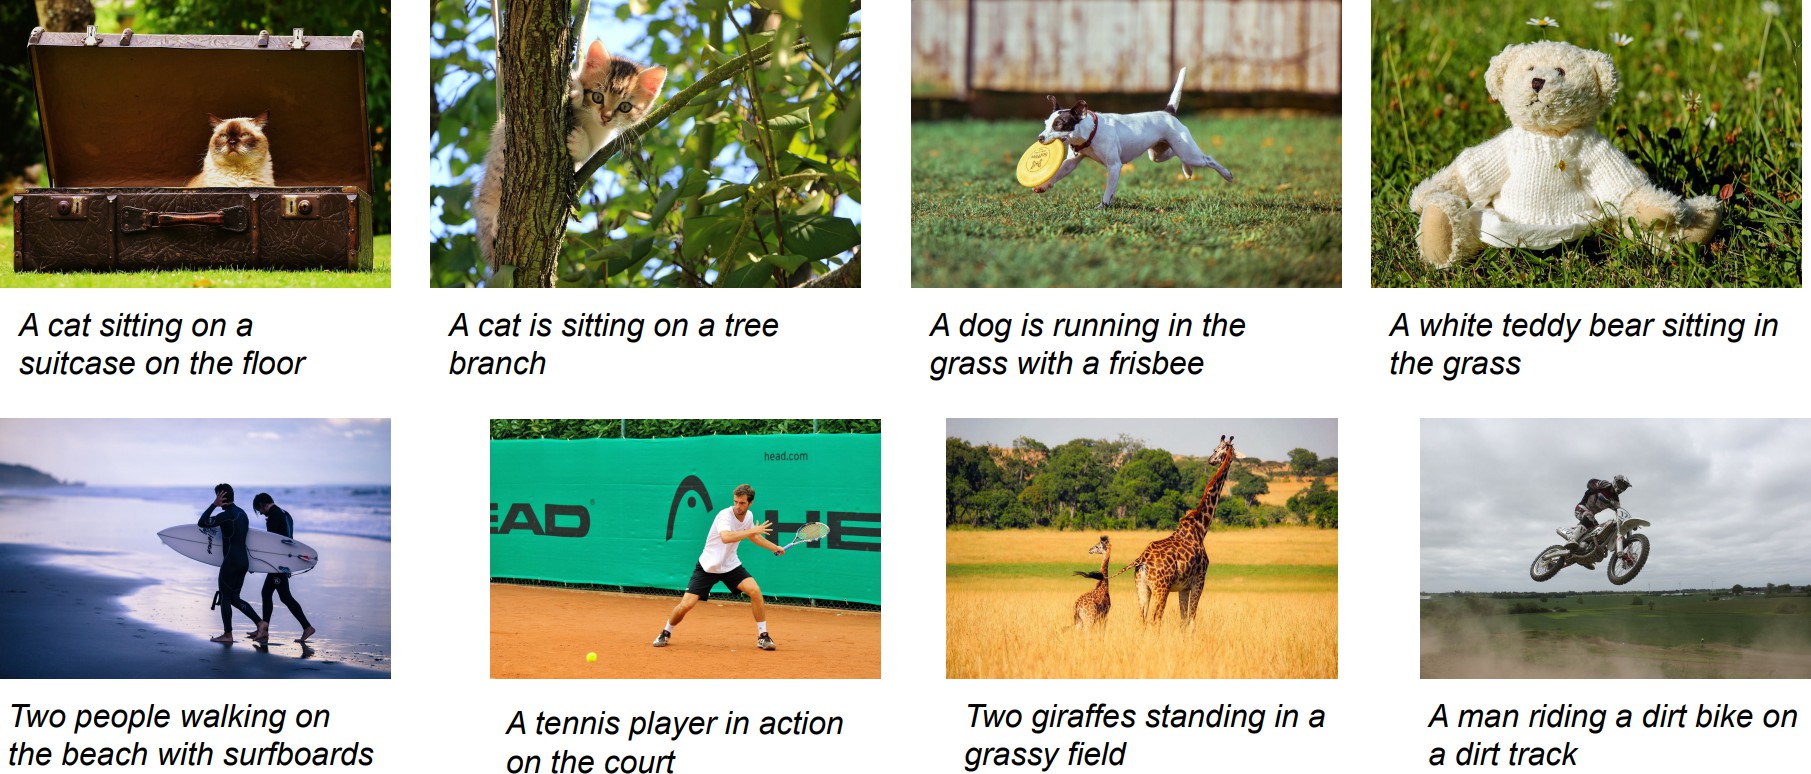 A cat sitting on a
suitcase on the floor
A cat is sitting on a tree
branch
A dog is running in the
grass with a frisbee
A white teddy bear sitting in
the grass
head.com
EAD
HE
Two people walking on
the beach with surfboards
A tennis player in action
on the court
Two giraffes standing in a
grassy field
A man riding a dirt bike on
a dirt track